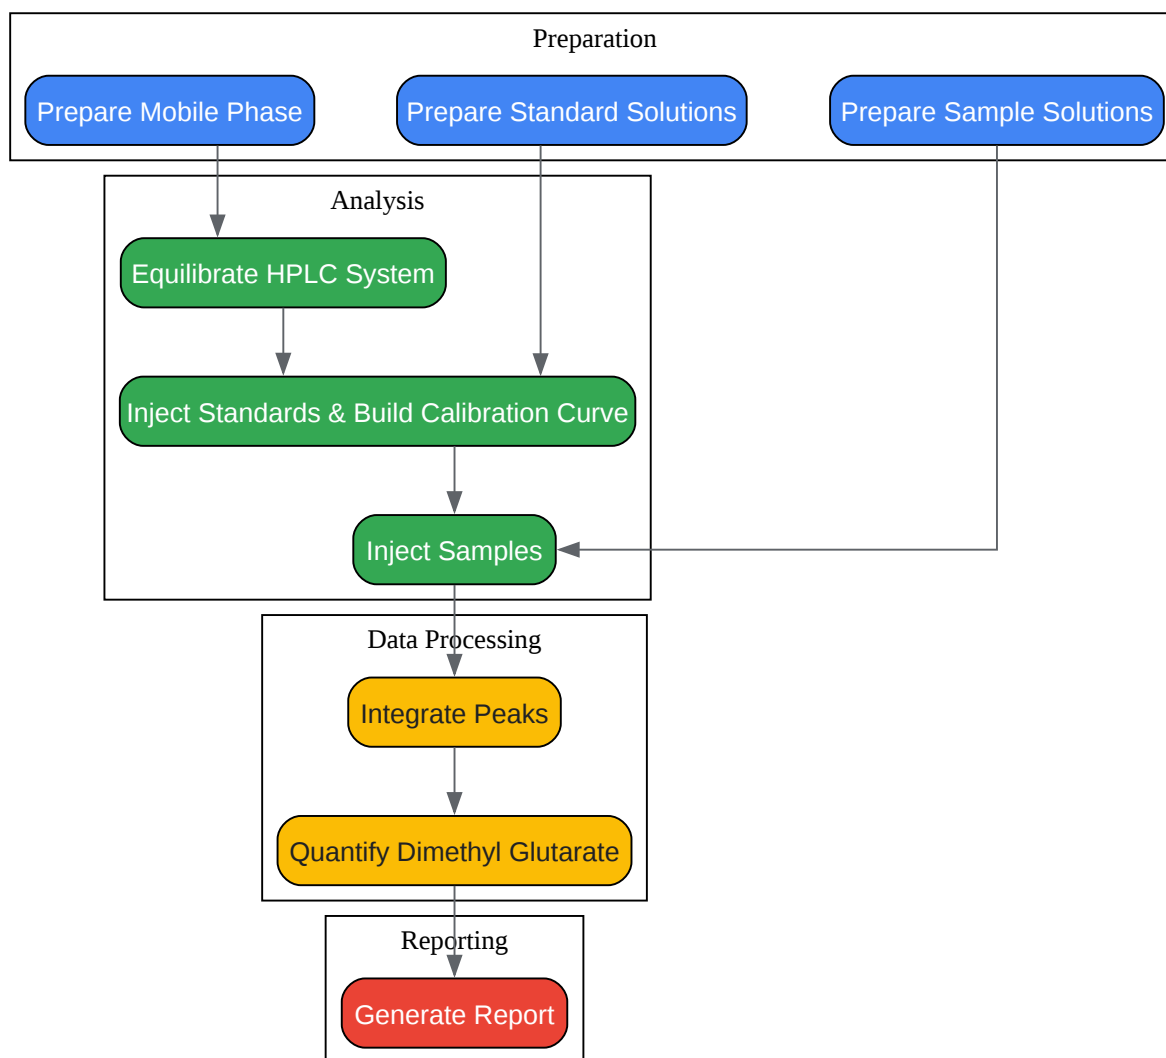 Preparation
Prepare Mobile Phase
Prepare Standard Solutions
Prepare Sample Solutions
Analysis
Equilibrate HPLC System
Inject Standards & Build Calibration Curve
Inject Samples
Data Processing
Integrate Peaks
Quantify Dimethyl Glutarate
Reporting
Generate Report